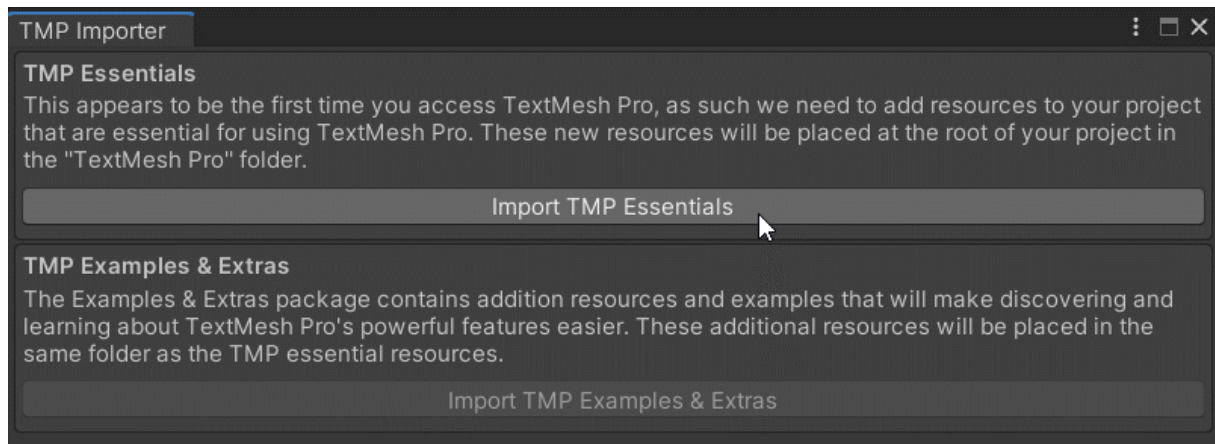 TMP Importer
TMP Essentials
This appears to be the first time you access TextMesh Pro, as such we need to add resources to your project
that are essential for using TextMesh Pro. These new resources will be placed at the root of your project in
the "TextMesh Pro" folder.
Import TMP Essentials
TMP Examples & Extras
The Examples & Extras package contains addition resources and examples that will make discovering and
learning about TextMesh Pro's powerful features easier. These additional resources will be placed in the
same folder as the TMP essential resources.
Import TMP Examples & Extras